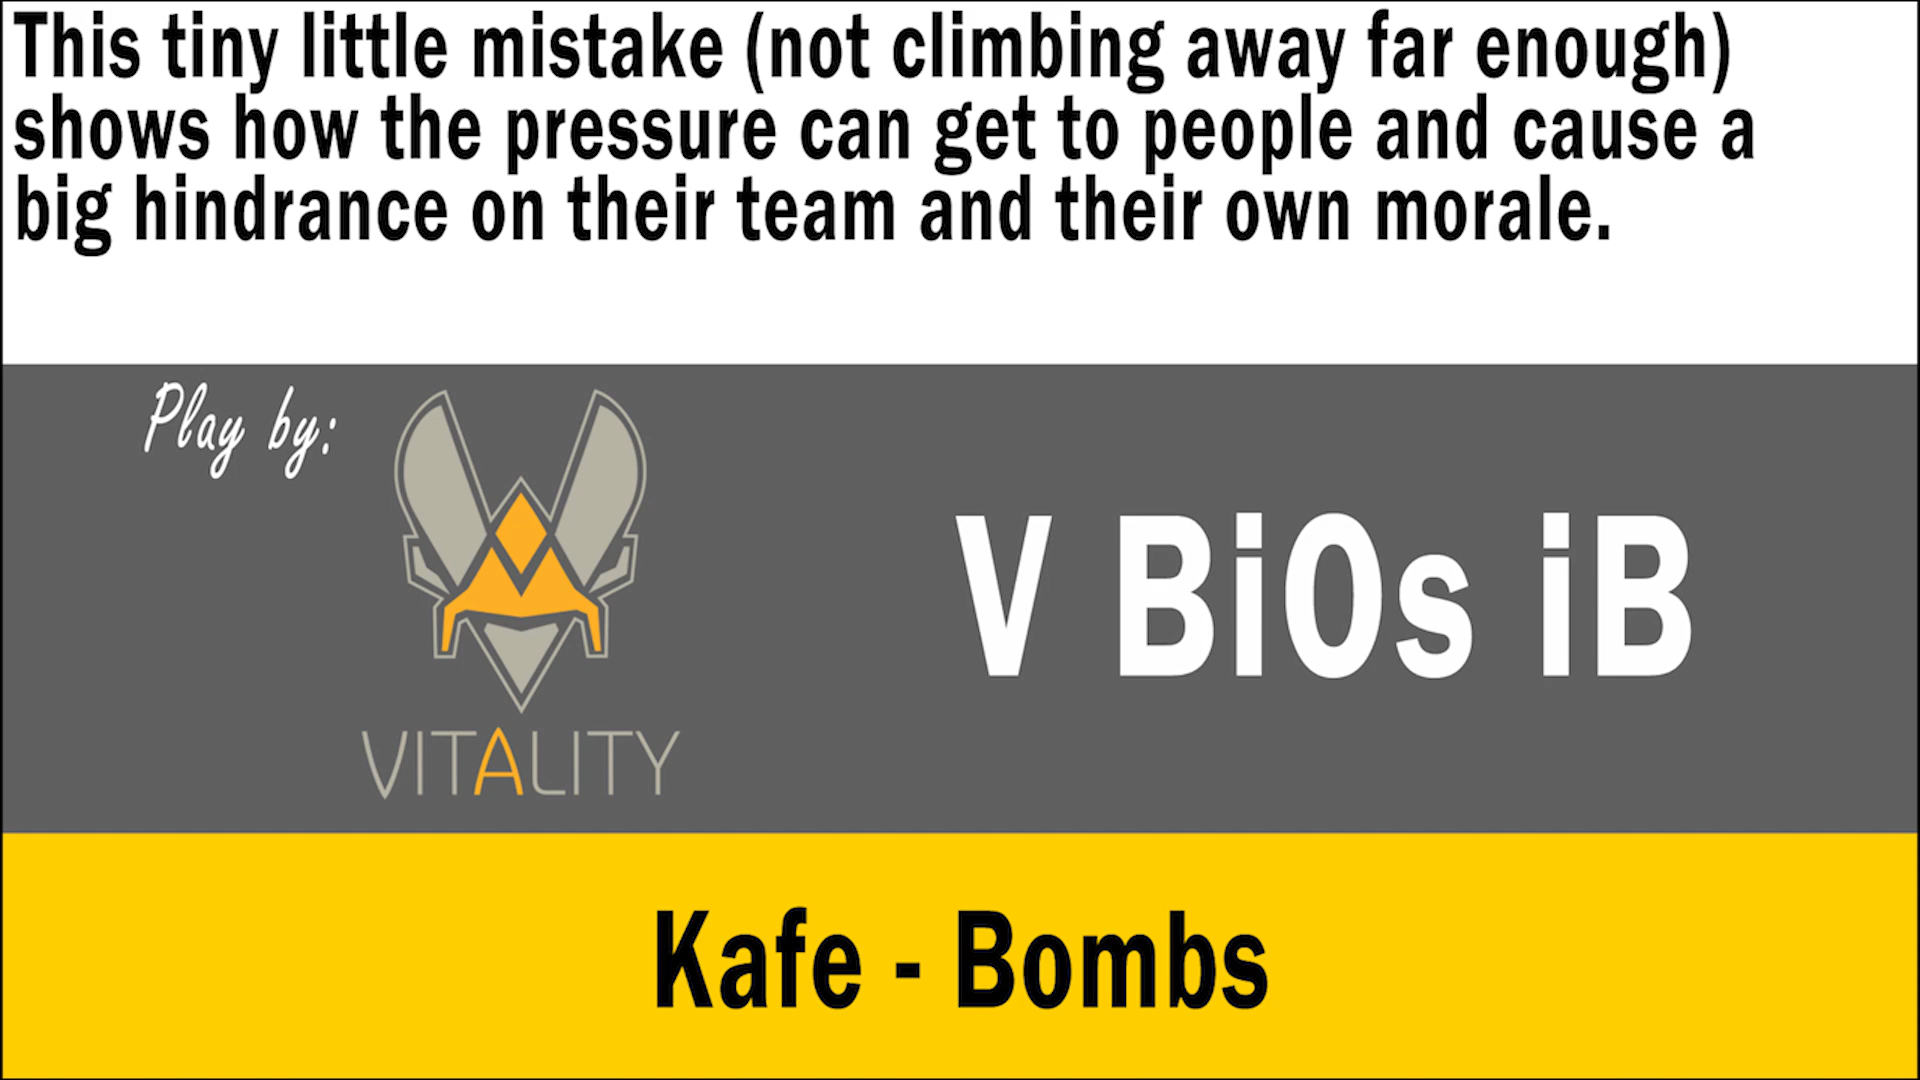 This tiny little mistake (not climbing away far enough)
shows how the pressure can get to people and cause a
big hindrance on their team and their own morale.
Play by:
V BiOs iB
VITALITY
Kafe - Bombs